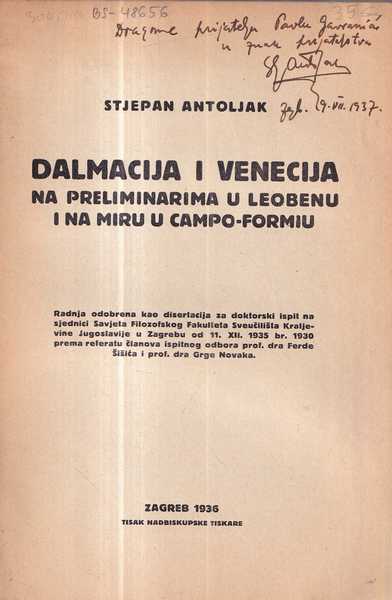 BS-48656
Dragome prijatelju Pavlu
u znak prijateljstva
Zgb. 9. VII. 1937.
STJEPAN ANTOLJAK
DALMACIJA I VENECIJA
NA PRELIMINARIMA U LEOBENU
I NA MIRU U CAMPO-FORMIU
Radnja odobrena kao disertacija za doktorski ispit na
sjednici Savjeta Filozofskog Fakulteta Sveučilišta Kralje-
vine Jugoslavije u Zagrebu od 11. XII. 1935 br. 1930
prema referatu članova ispitnog odbora prof. dra Ferde
Šišića i prof. dra Grge Novaka.
ZAGREB 1936
TISAK NADBISKUPSKE TISKARE